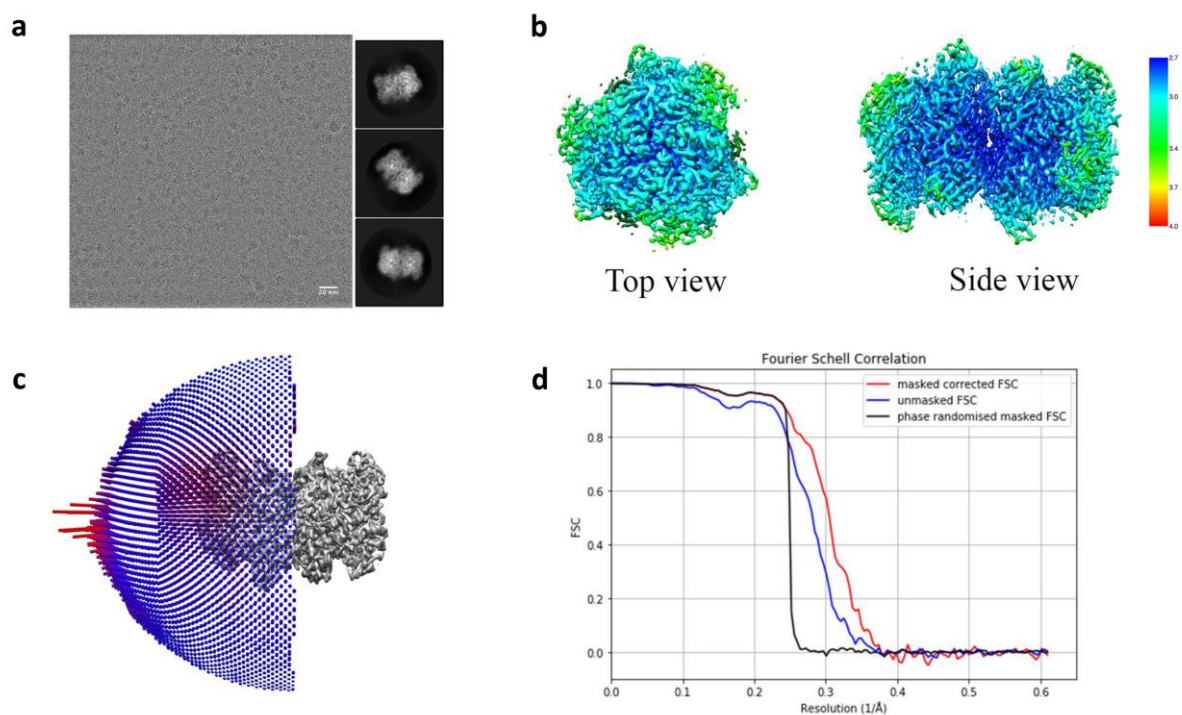 a
20 nm
b
Top view
Side view
2.7
3.0
3.4
3.7
4.0
c
d
Fourier Schell Correlation
masked corrected FSC
unmasked FSC
phase randomised masked FSC
FSC
1.0
0.8
0.6
0.4
0.2
0.0
0.0 0.1 0.2 0.3 0.4 0.5 0.6
Resolution (1/Å)